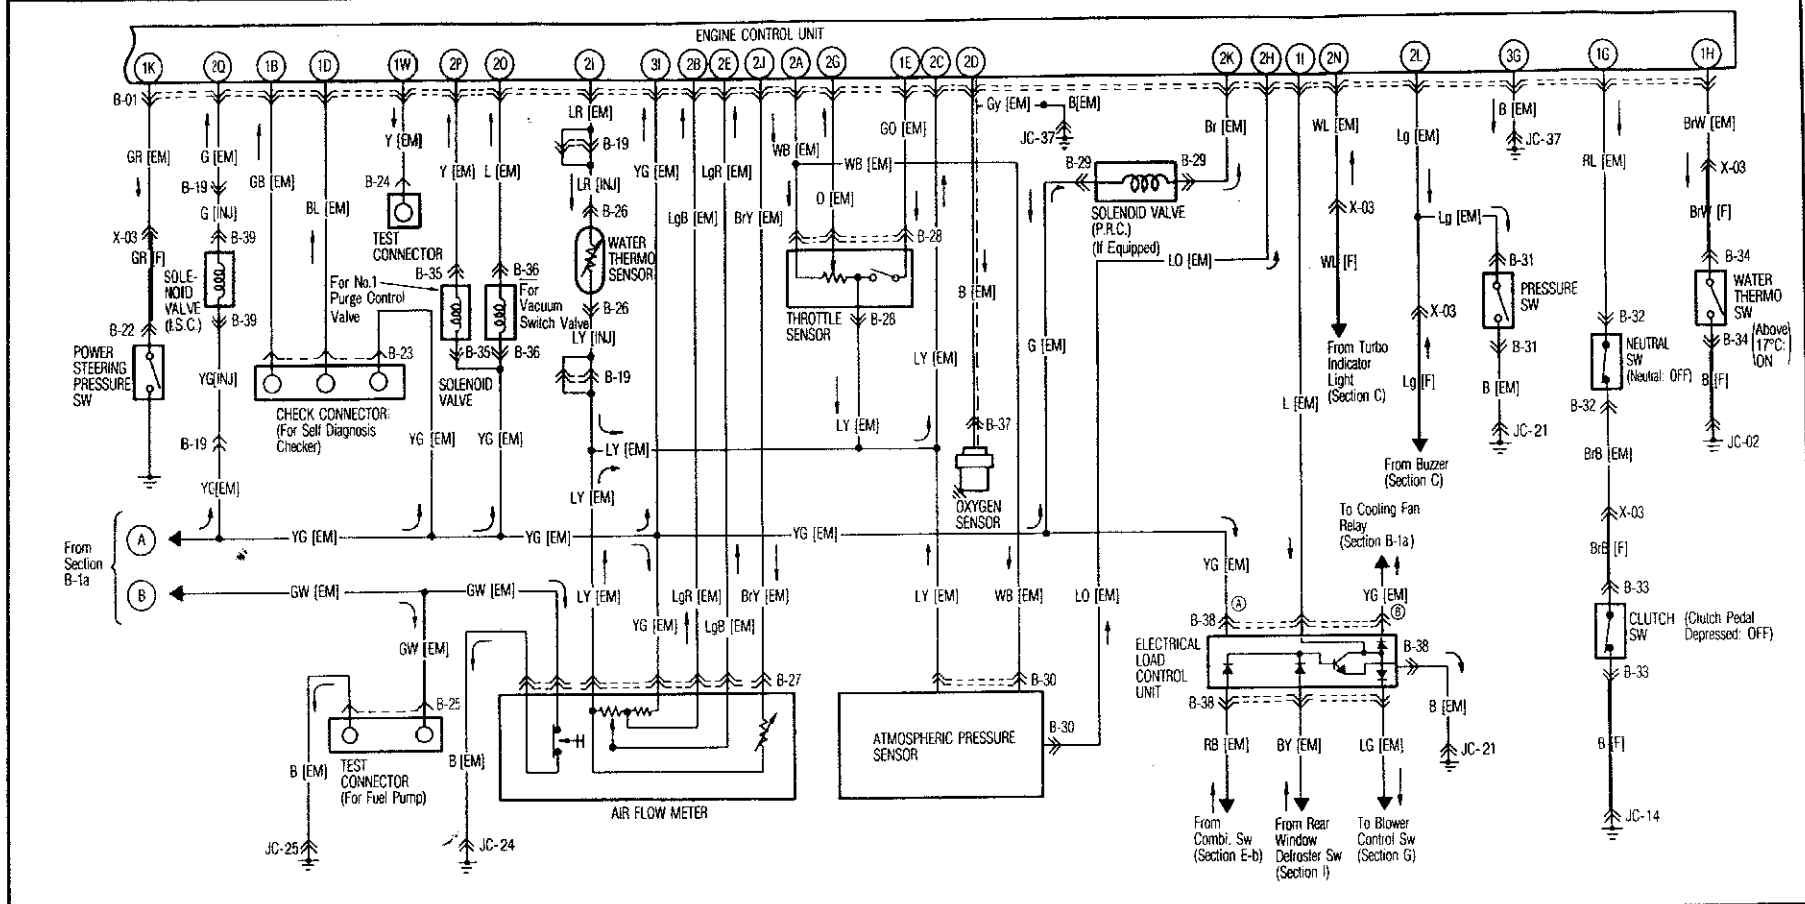 ENGINE CONTROL UNIT
1K 2Q 1B 1D 1W 2P 2O 2I 3I 2B 2E 2J 2A 2G 1E 2C 2D 2K 2H 1I 2N 2L 3G 1G 1H
B-01
GR [EM]
X-03
GR [F]
B-22
POWER
STEERING
PRESSURE
SW
G [EM]
B-19
G [INJ]
B-39
SOLE-
NOID
VALVE
(I.S.C.)
B-39
YG[INJ]
B-19
YG[EM]
GB [EM]
BL [EM]
B-23
CHECK CONNECTOR:
(For Self Diagnosis
Checker)
Y [EM]
B-24
TEST
CONNECTOR
Y [EM]
L [EM]
B-35
B-36
For No.1
Purge Control
Valve
For
Vacuum
Switch Valve
B-35
B-36
SOLENOID
VALVE
YG [EM]
YG [EM]
LR [EM]
B-19
LR [INJ]
B-26
WATER
THERMO
SENSOR
B-26
LY [INJ]
B-19
LY [EM]
LY [EM]
YG [EM]
LgB [EM]
LgR [EM]
BrY [EM]
WB [EM]
WB [EM]
O [EM]
GO [EM]
B-28
THROTTLE
SENSOR
B-28
LY [EM]
LY [EM]
Gy [EM]
B[EM]
JC-37
B [EM]
B-37
OXYGEN
SENSOR
B-29
B-29
SOLENOID VALVE
(P.R.C.)
(If Equipped)
Br [EM]
G [EM]
LO [EM]
L [EM]
WL [EM]
X-03
WL [F]
From Turbo
Indicator
Light
(Section C)
Lg [EM]
Lg [EM]
X-03
Lg [F]
From Buzzer
(Section C)
B [EM]
JC-37
B-31
PRESSURE
SW
B-31
B [EM]
JC-21
RL [EM]
B-32
NEUTRAL
SW
(Neutral: OFF)
B-32
BrB [EM]
X-03
BrB [F]
B-33
CLUTCH
SW
(Clutch Pedal
Depressed: OFF)
B-33
B [F]
JC-14
BrW [EM]
X-03
BrW [F]
B-34
WATER
THERMO
SW
(Above
17°C:
ON)
B-34
B [F]
JC-02
From
Section
B-1a
A
B
YG [EM]
YG [EM]
YG [EM]
GW [EM]
GW [EM]
GW [EM]
B-25
TEST
CONNECTOR
(For Fuel Pump)
B [EM]
JC-25
B [EM]
JC-24
LY [EM]
YG [EM]
LgR [EM]
LgB [EM]
BrY [EM]
B-27
AIR FLOW METER
LY [EM]
WB [EM]
B-30
ATMOSPHERIC PRESSURE
SENSOR
B-30
LO [EM]
YG [EM]
A
B-38
ELECTRICAL
LOAD
CONTROL
UNIT
To Cooling Fan
Relay
(Section B-1a)
YG [EM]
B
B-38
B [EM]
JC-21
B-38
RB [EM]
BY [EM]
LG [EM]
From
Combi. Sw
(Section E-b)
From Rear
Window
Defroster Sw
(Section I)
To Blower
Control Sw
(Section G)